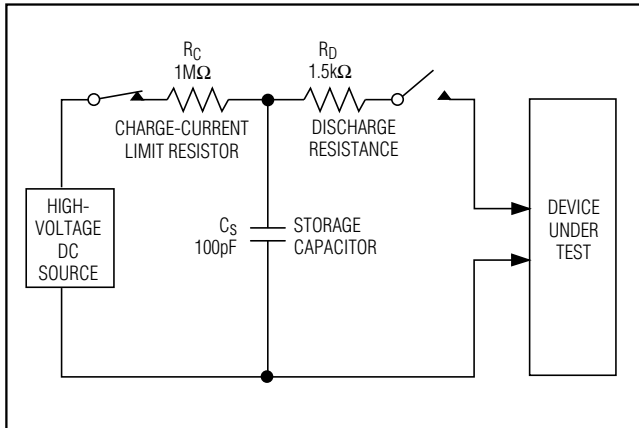 R_C
1MΩ
CHARGE-CURRENT
LIMIT RESISTOR
R_D
1.5kΩ
DISCHARGE
RESISTANCE
HIGH-
VOLTAGE
DC
SOURCE
C_S
100pF
STORAGE
CAPACITOR
DEVICE
UNDER
TEST